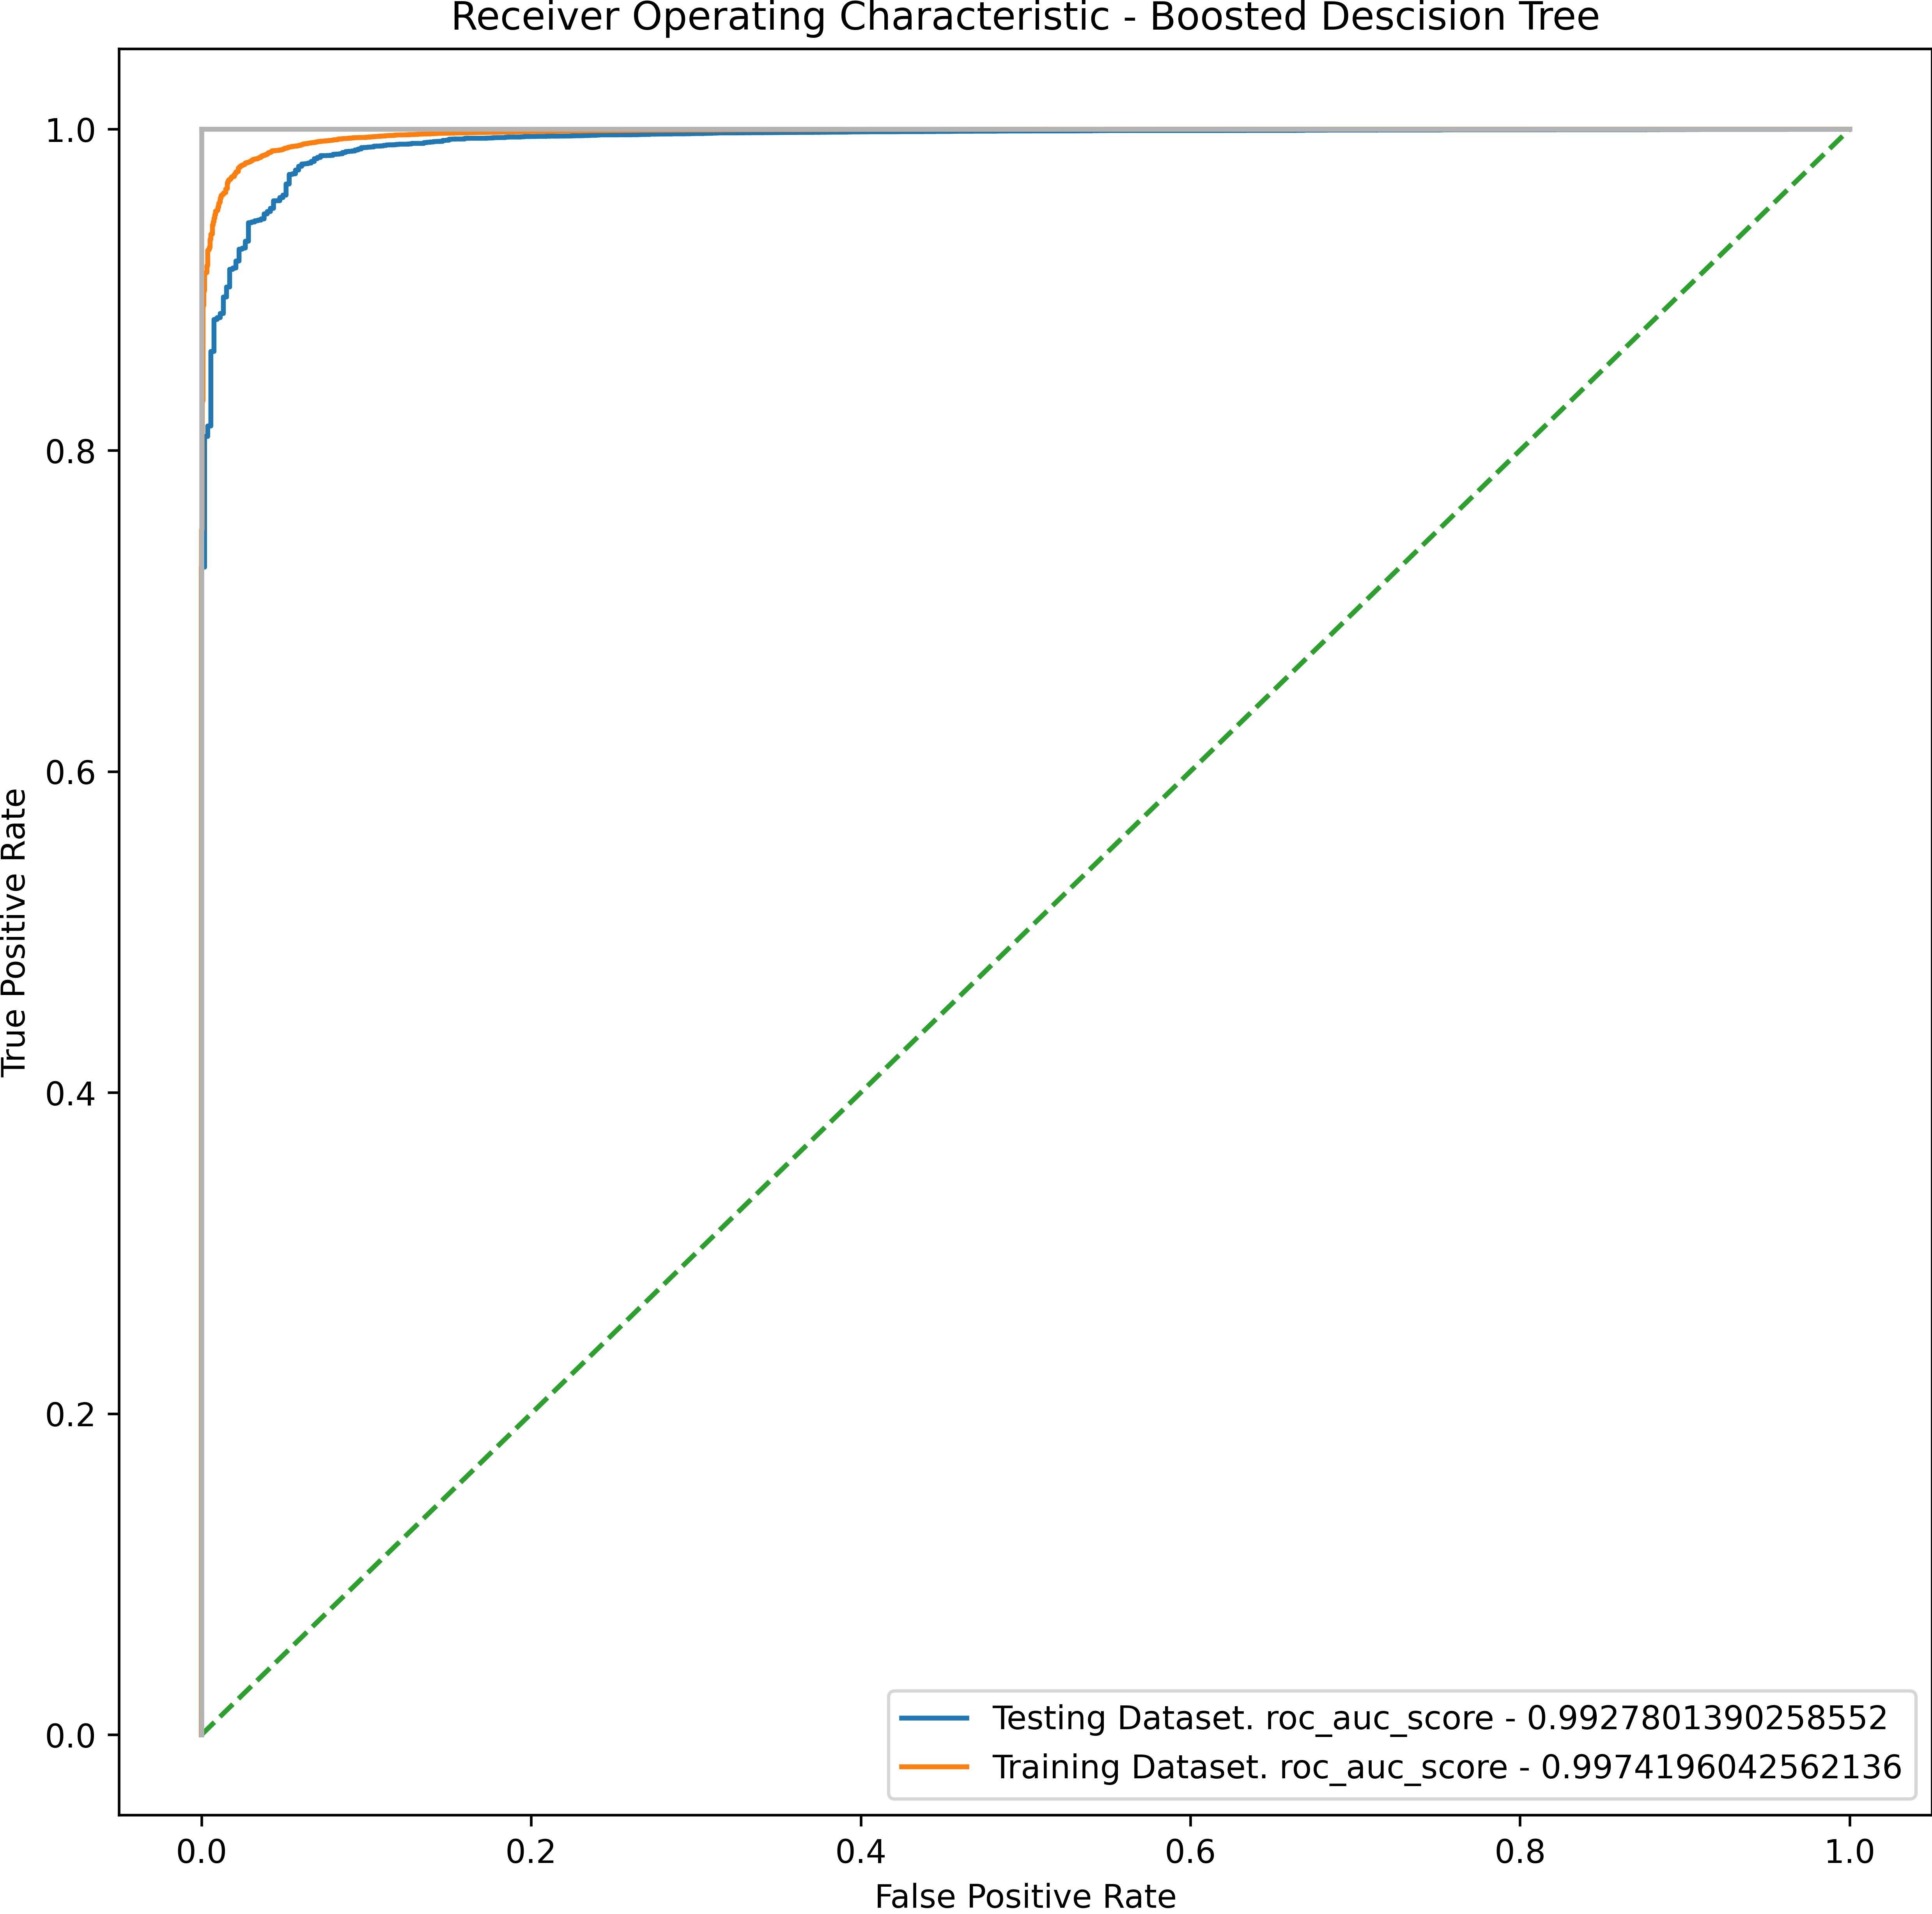 Receiver Operating Characteristic - Boosted Descision Tree
1.0
0.8
0.6
0.4
0.2
0.0
True Positive Rate
Testing Dataset. roc_auc_score - 0.9927801390258552
Training Dataset. roc_auc_score - 0.9974196042562136
0.0 0.2 0.4 0.6 0.8 1.0
False Positive Rate